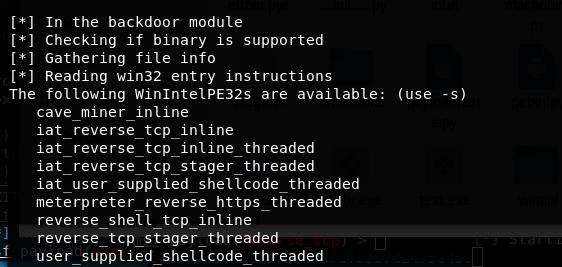 [*] In the backdoor module
[*] Checking if binary is supported
[*] Gathering file info
[*] Reading win32 entry instructions
The following WinIntelPE32s are available: (use -s)
cave_miner_inline
iat_reverse_tcp_inline
iat_reverse_tcp_inline_threaded
iat_reverse_tcp_stager_threaded
iat_user_supplied_shellcode_threaded
meterpreter_reverse_https_threaded
reverse_shell_tcp_inline
reverse_tcp_stager_threaded
user_supplied_shellcode_threaded